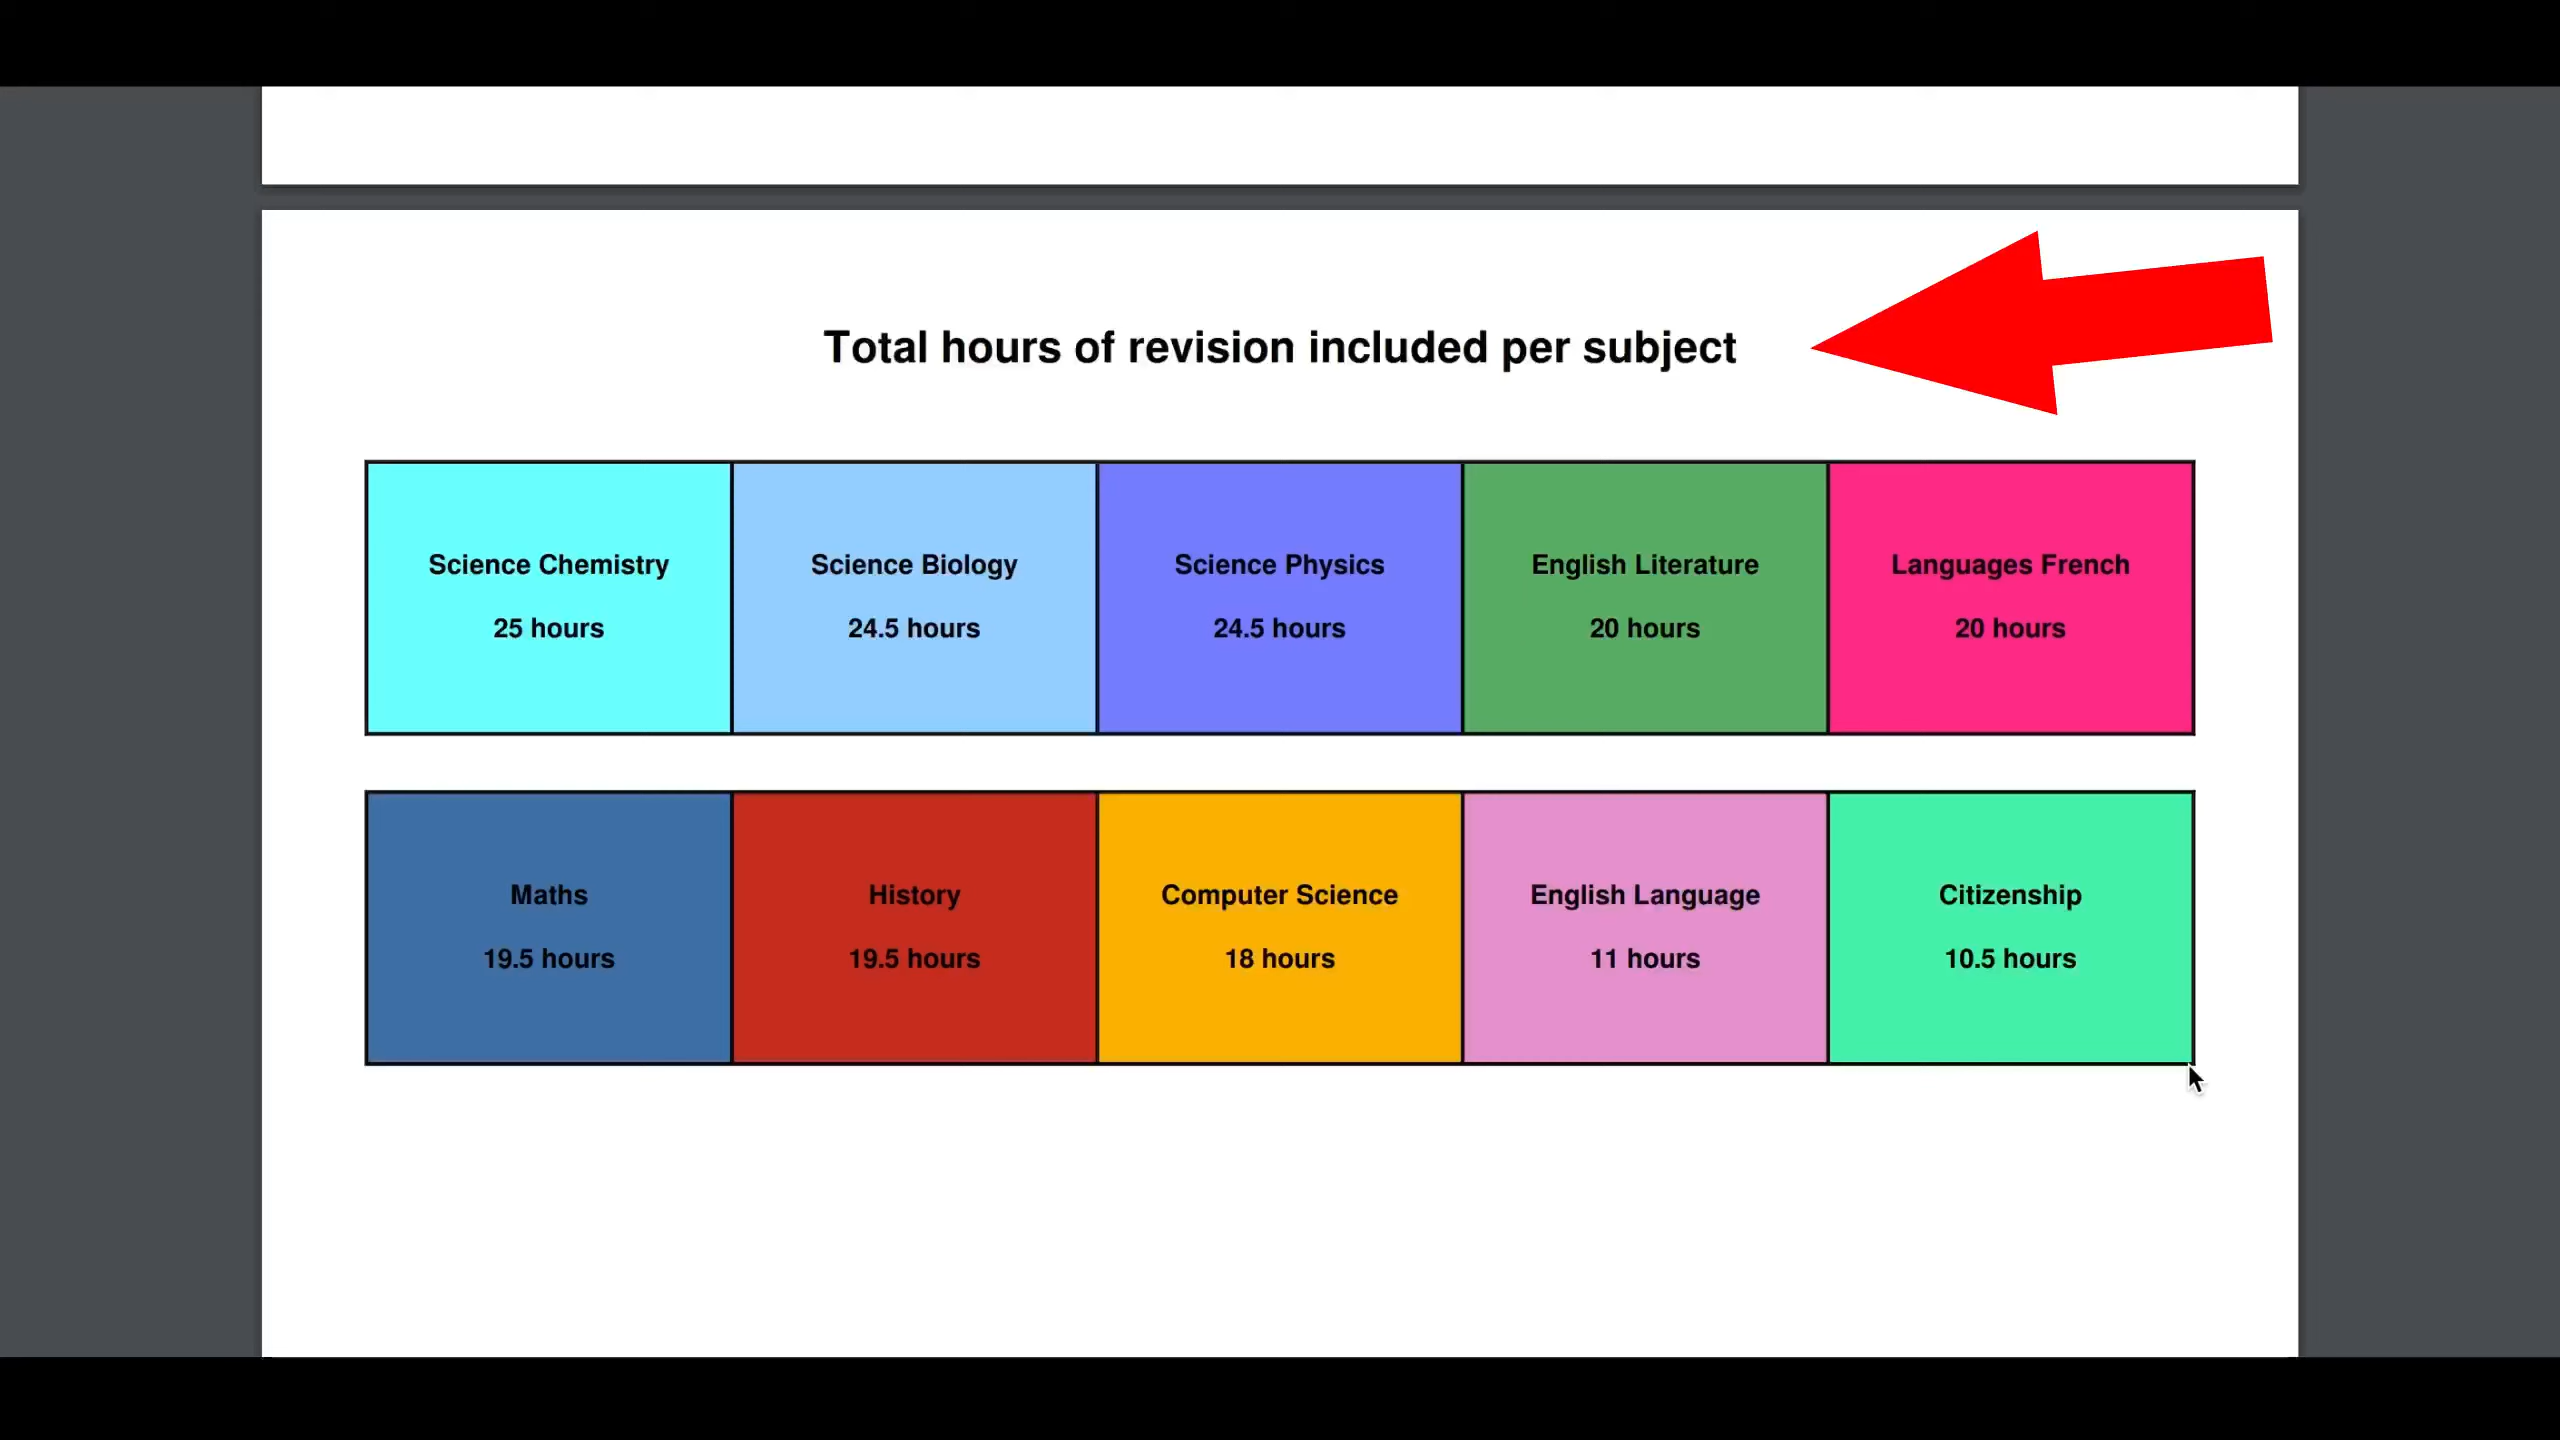 Total hours of revision included per subject
Science Chemistry
25 hours
Science Biology
24.5 hours
Science Physics
24.5 hours
English Literature
20 hours
Languages French
20 hours
Maths
19.5 hours
History
19.5 hours
Computer Science
18 hours
English Language
11 hours
Citizenship
10.5 hours